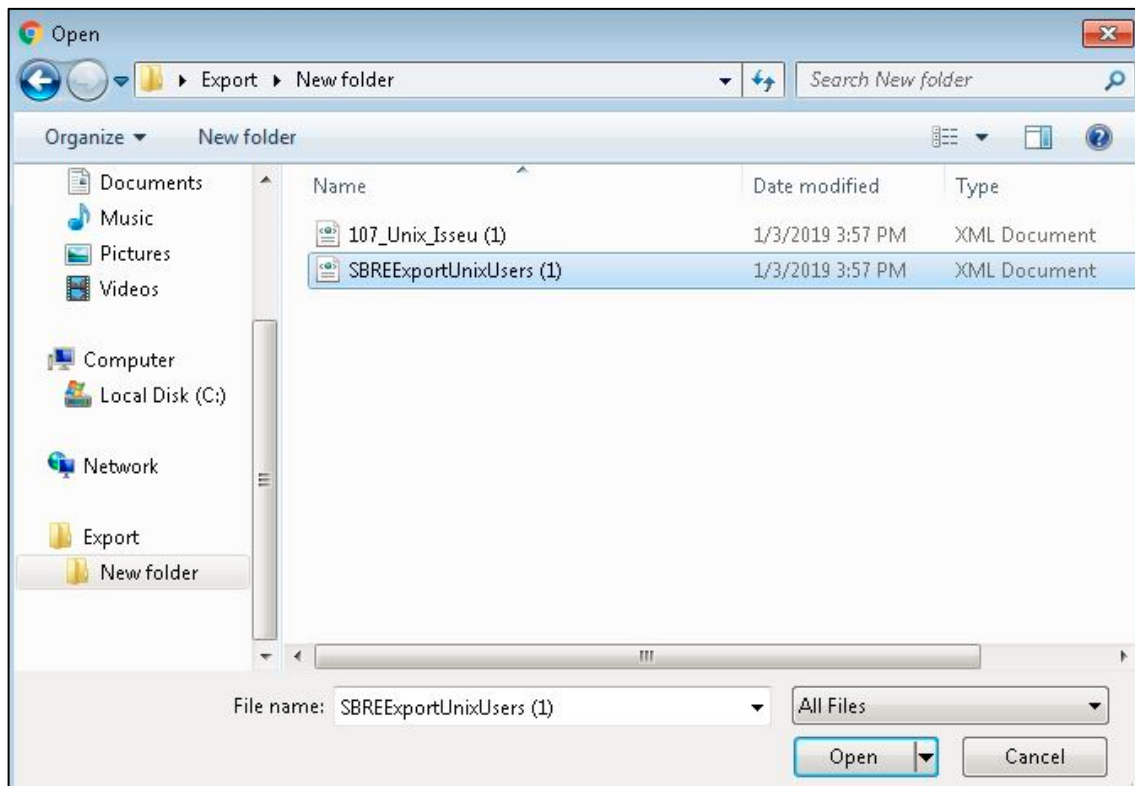 Open
Export ▸ New folder
Search New folder
Organize New folder
Documents
Music
Pictures
Videos
Computer
Local Disk (C:)
Network
Export
New folder
Name Date modified Type
107_Unix_Isseu (1) 1/3/2019 3:57 PM XML Document
SBREExportUnixUsers (1) 1/3/2019 3:57 PM XML Document
File name: SBREExportUnixUsers (1) All Files
Open Cancel